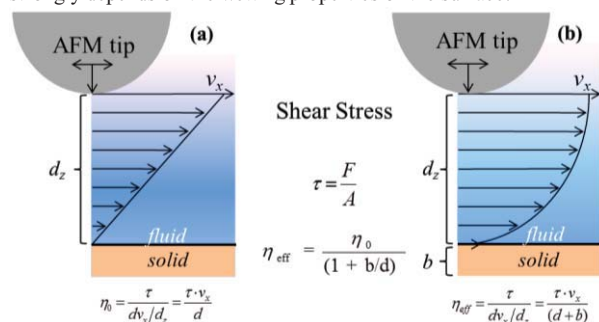 strongly depends on the wetting properties of the surface.
AFM tip (a)
v_x
d_z
fluid
solid
η_0 = τ / (dv_x/d_z) = τ·v_x / d
Shear Stress
τ = F / A
η_eff = η_0 / (1 + b/d)
AFM tip (b)
v_x
d_z
fluid
b
solid
η_eff = τ / (dv_x/d_z) = τ·v_x / (d+b)